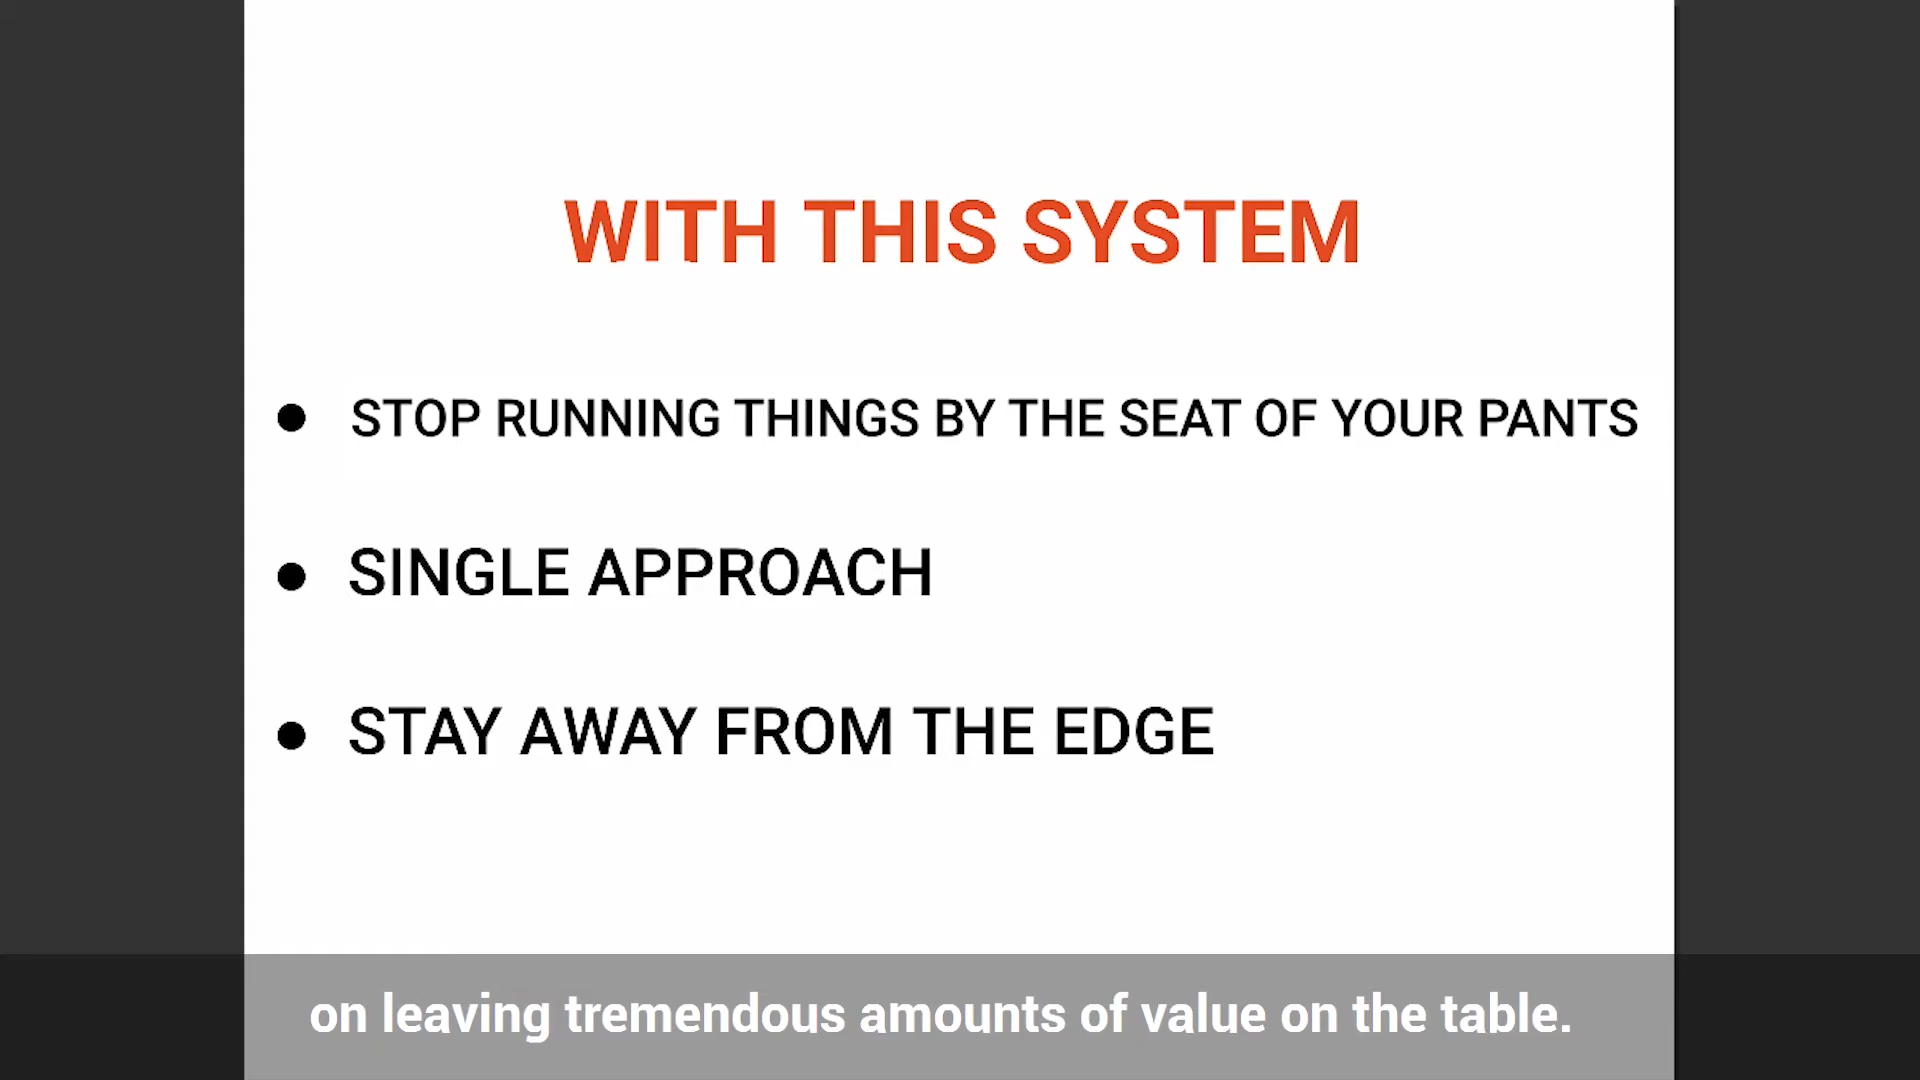 WITH THIS SYSTEM
● STOP RUNNING THINGS BY THE SEAT OF YOUR PANTS
● SINGLE APPROACH
● STAY AWAY FROM THE EDGE
on leaving tremendous amounts of value on the table.